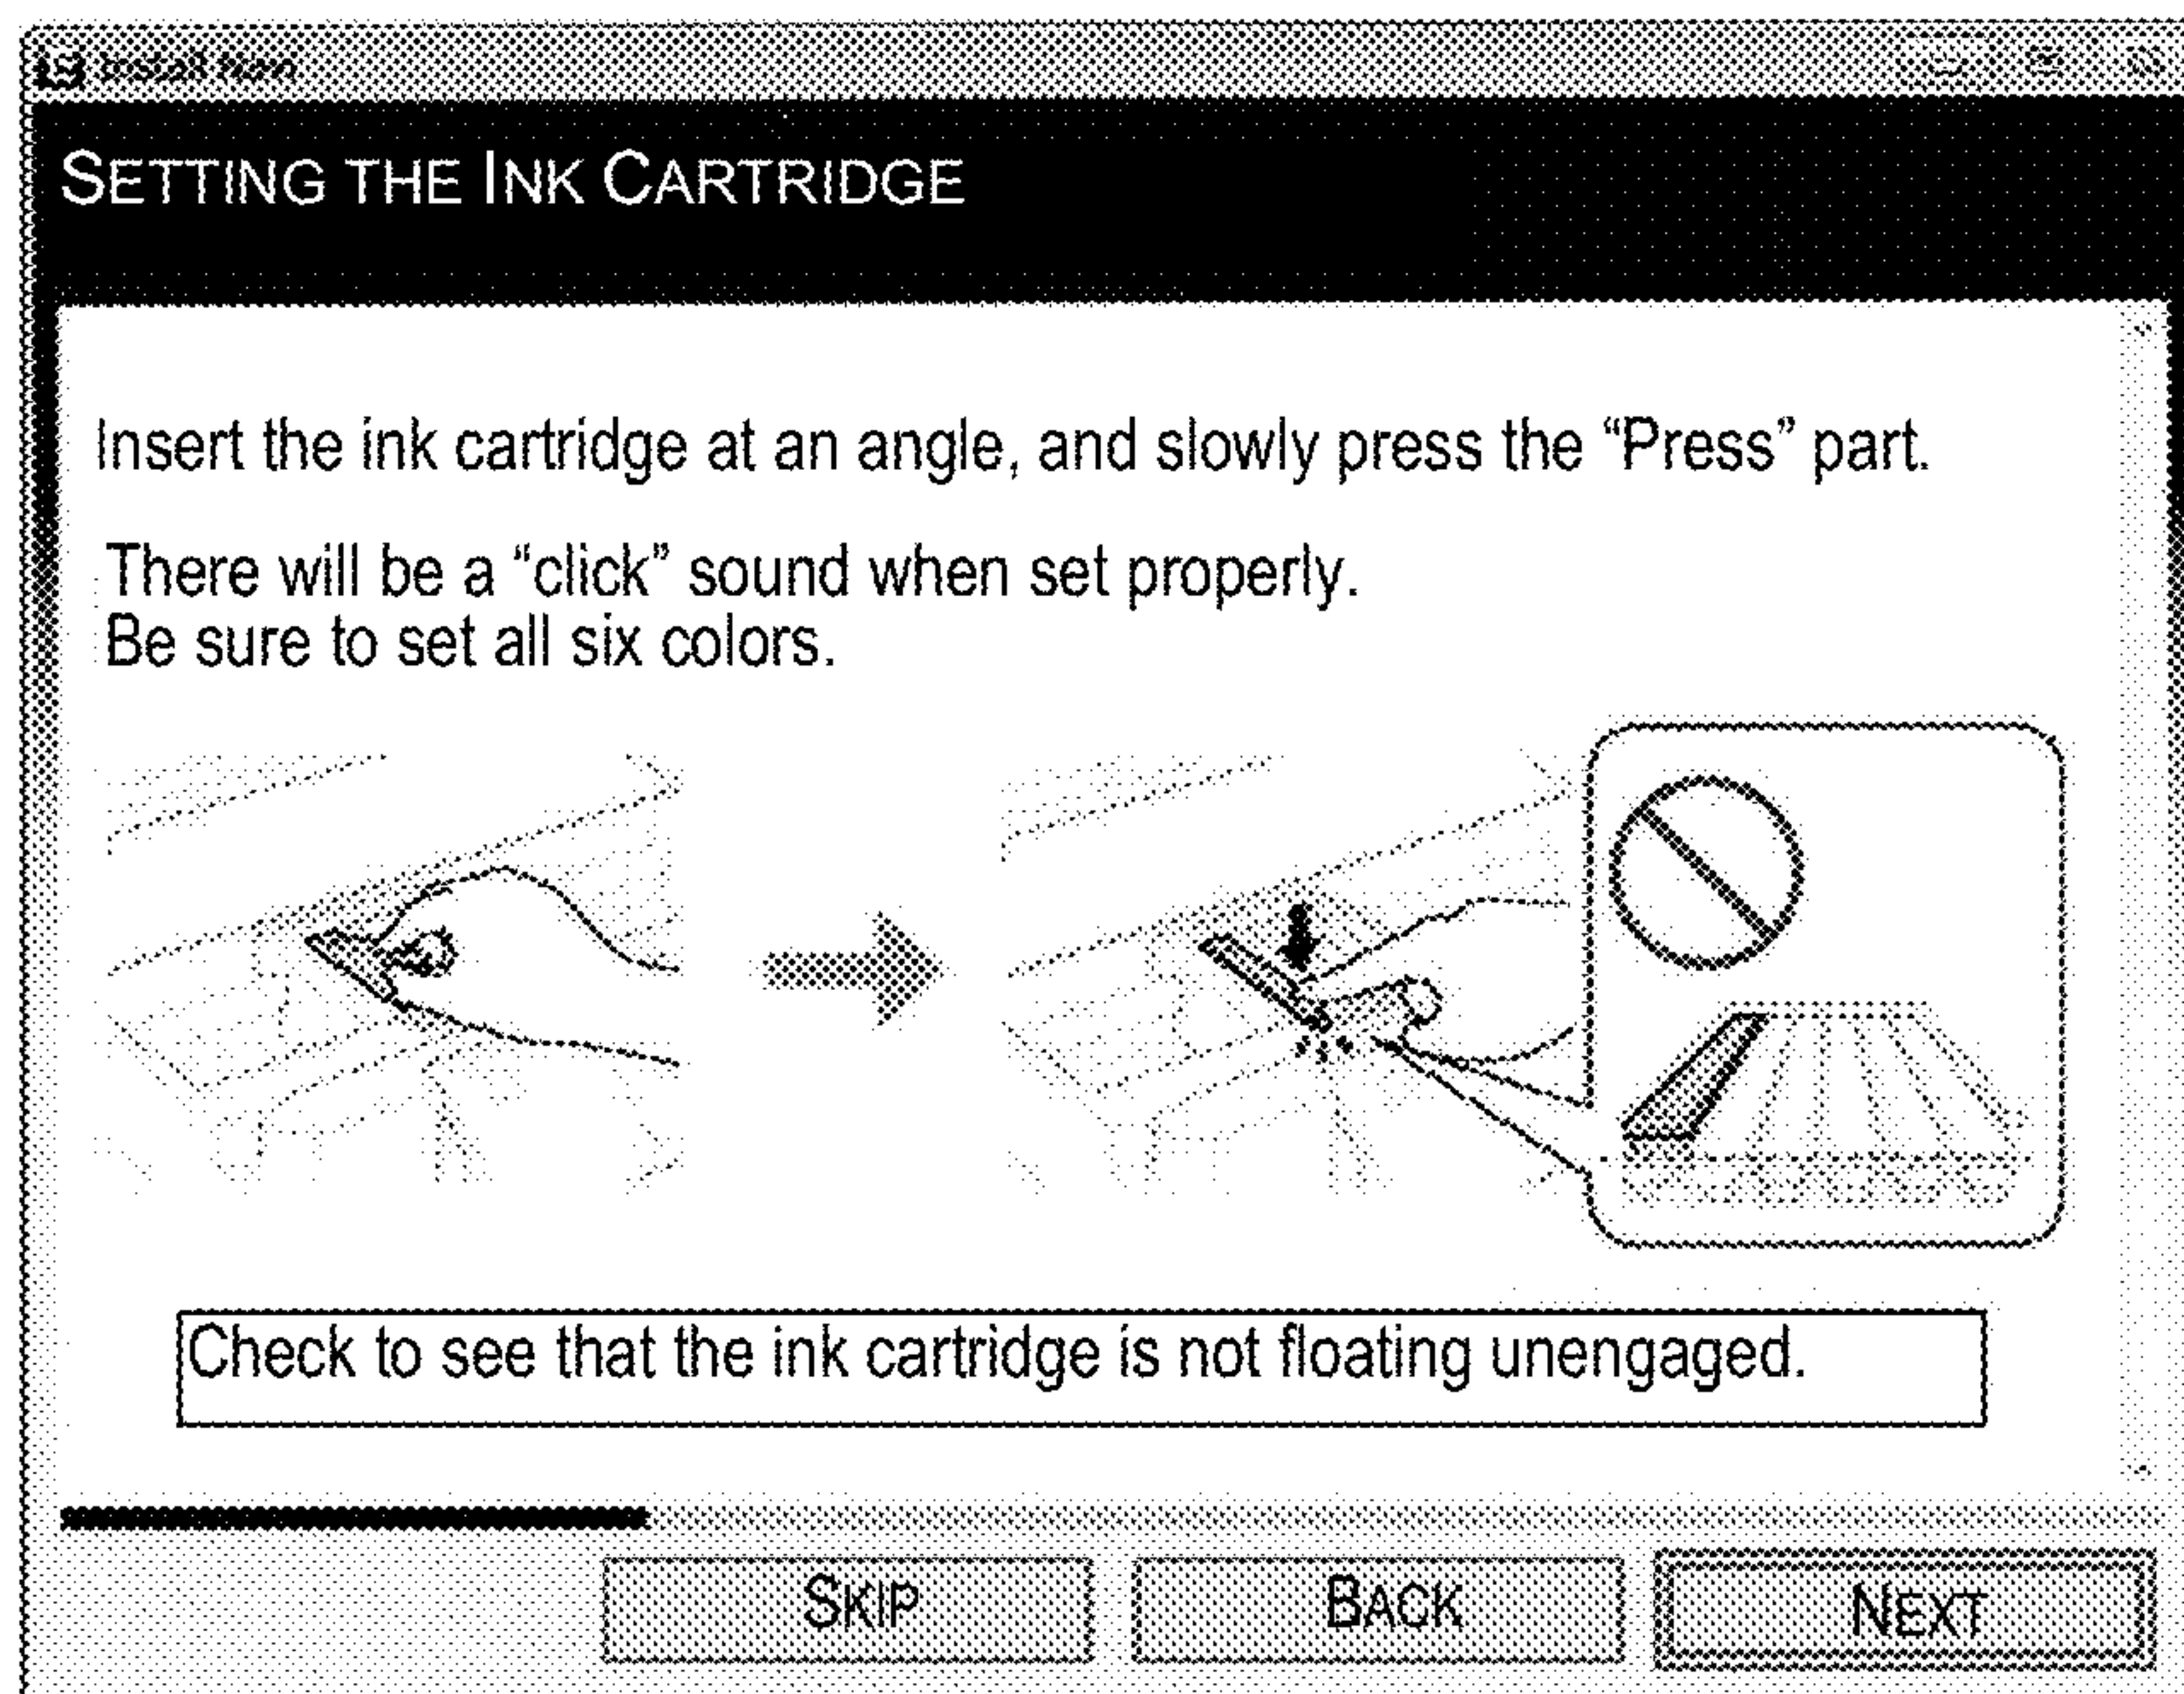 Install Navi
SETTING THE INK CARTRIDGE
Insert the ink cartridge at an angle, and slowly press the “Press” part.
There will be a “click” sound when set properly.
Be sure to set all six colors.
Check to see that the ink cartridge is not floating unengaged.
SKIP
BACK
NEXT